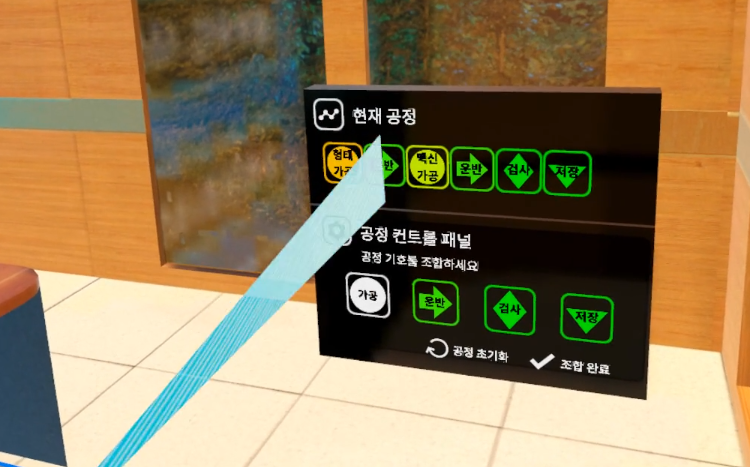 현재 공정
형태 가공
백신 가공
운반
검사
저장
공정 컨트롤 패널
공정 기호를 조합하세요
가공
운반
검사
저장
공정 초기화
조합 완료